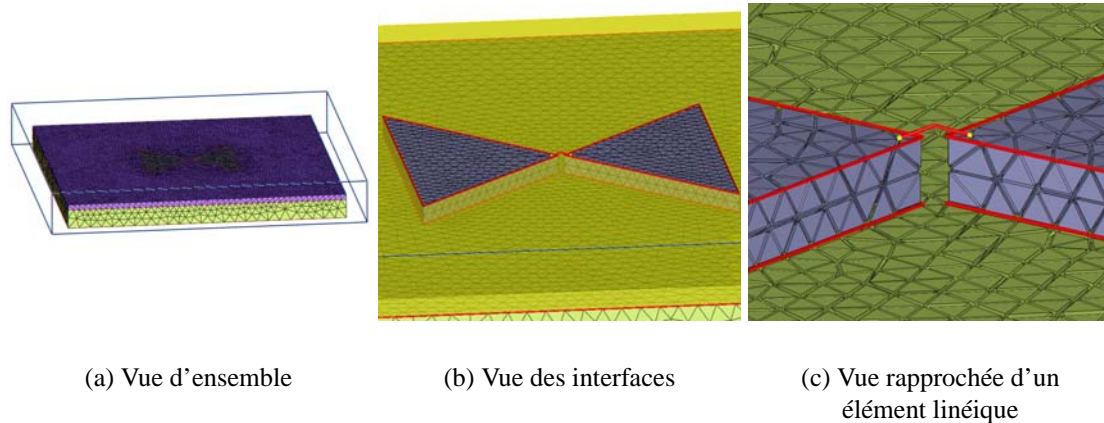 (a) Vue d'ensemble
(b) Vue des interfaces
(c) Vue rapprochée d'un
élément linéique